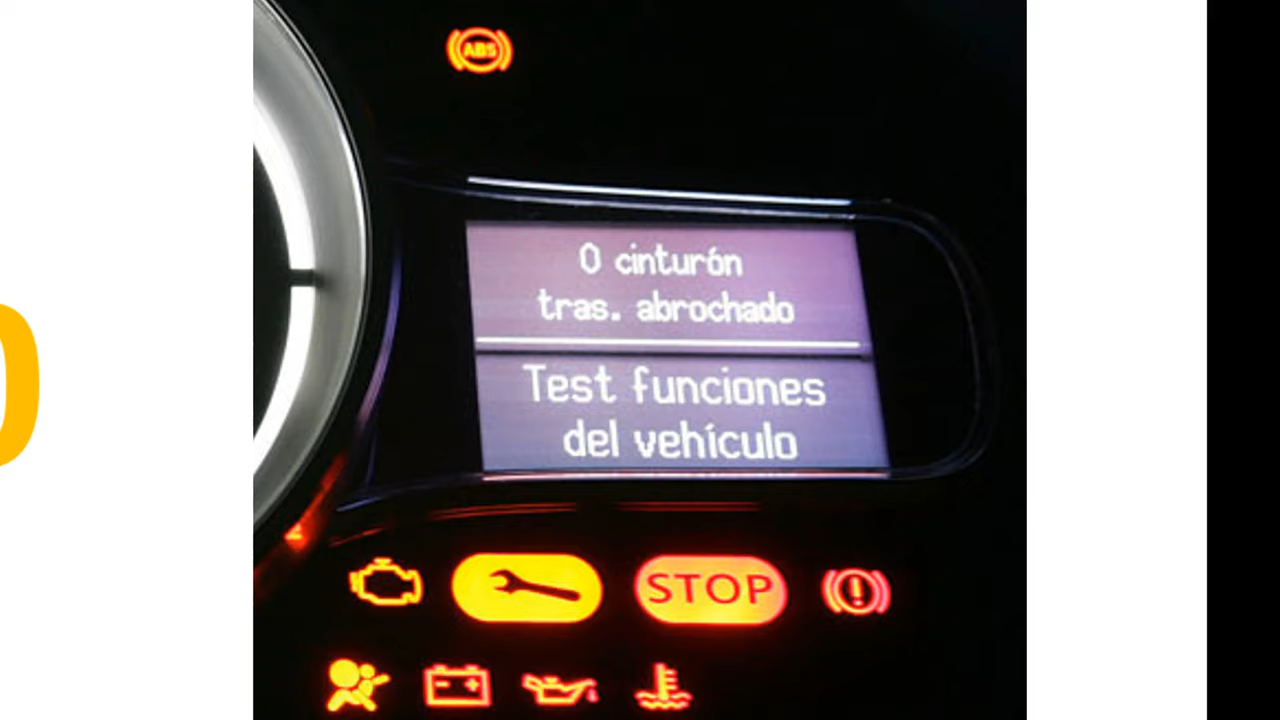 ABS
0 cinturón
tras. abrochado
Test funciones
del vehículo
STOP